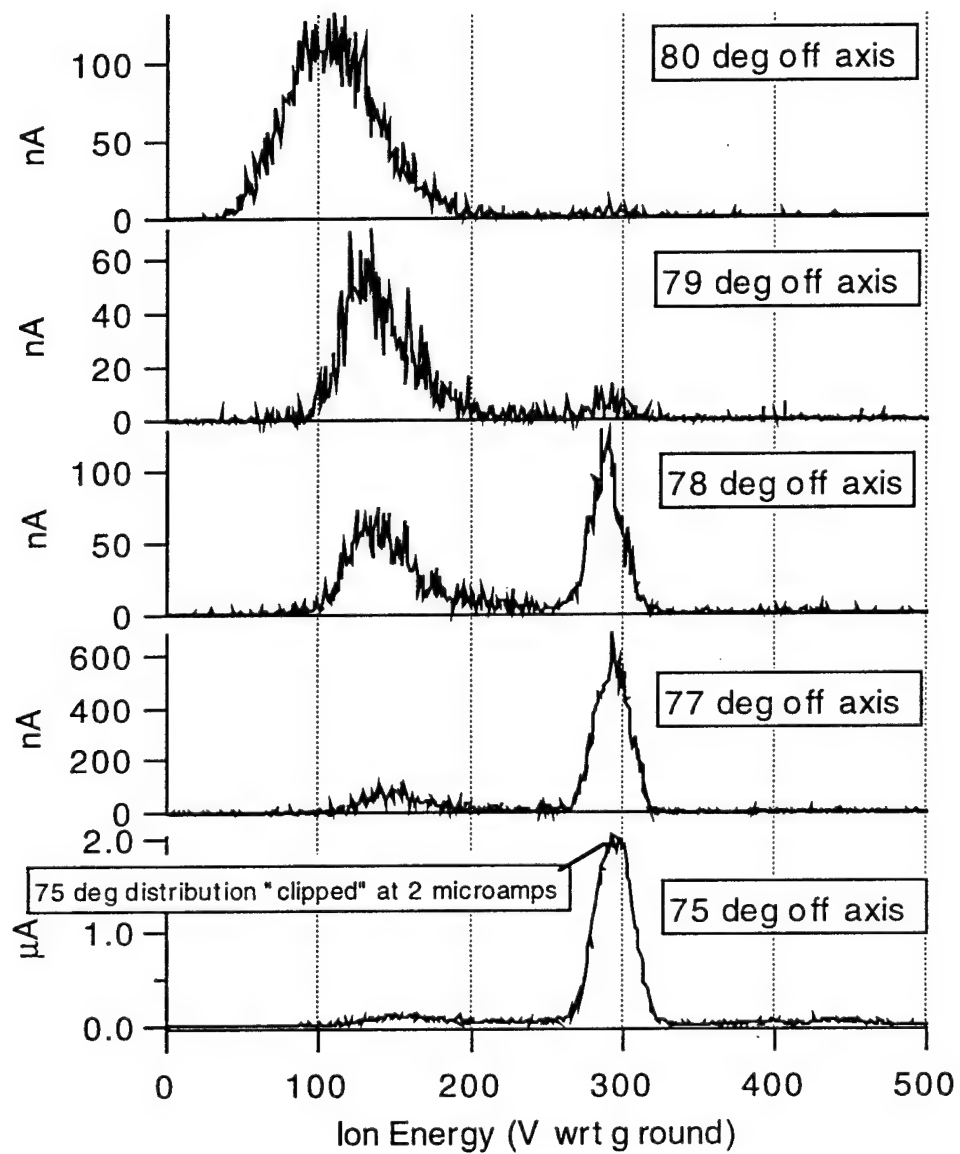 80 deg off axis
100
50
0
nA
79 deg off axis
60
40
20
0
nA
78 deg off axis
100
50
0
nA
77 deg off axis
600
400
200
0
nA
2.0
75 deg distribution "clipped" at 2 microamps
75 deg off axis
1.0
0.0
µA
0 100 200 300 400 500
Ion Energy (V wrt ground)